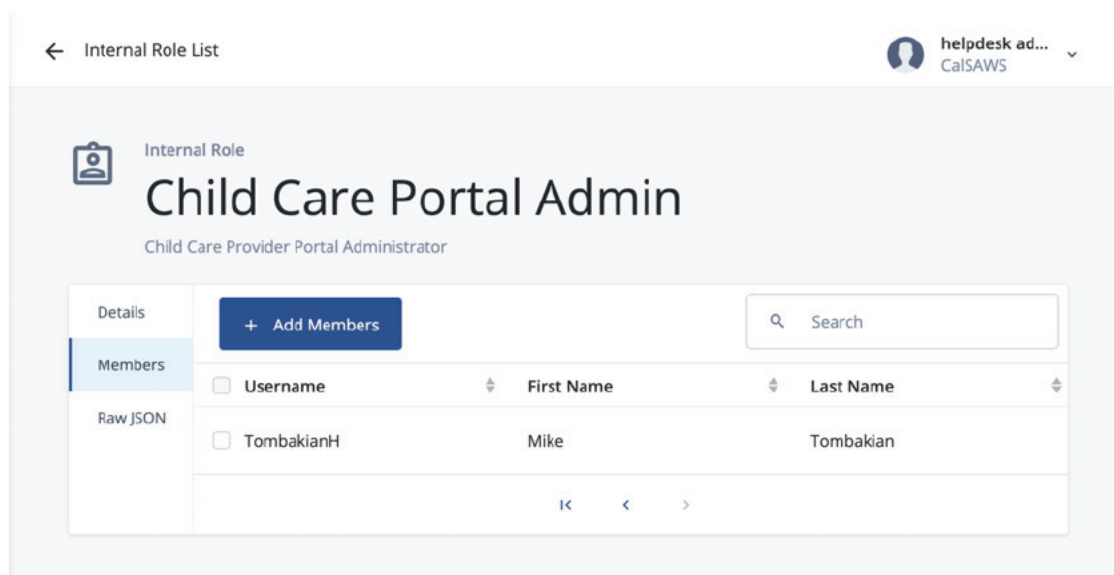 Internal Role List
helpdesk ad...
CalSAWS
Internal Role
Child Care Portal Admin
Child Care Provider Portal Administrator
Details
+ Add Members
Search
Members
Username First Name Last Name
Raw JSON
TombakianH Mike Tombakian